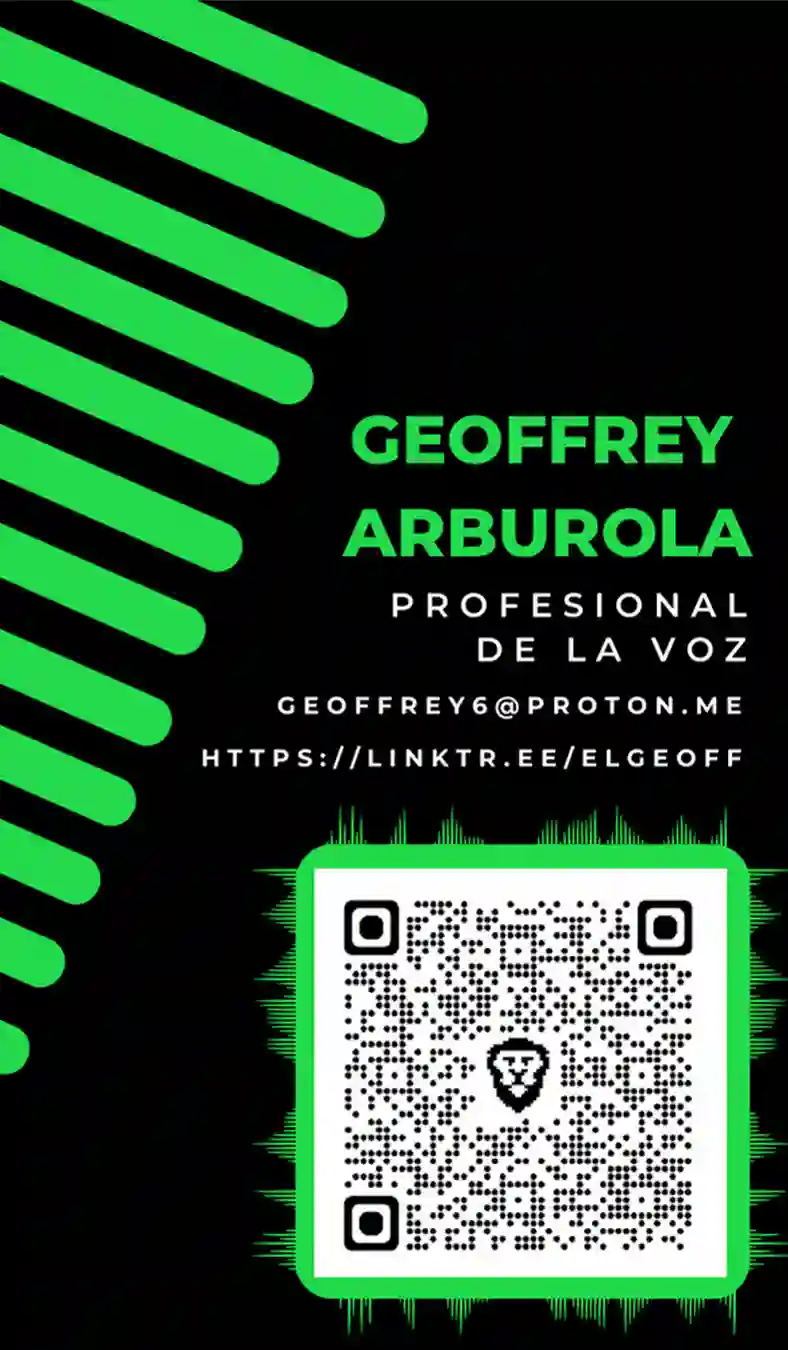 GEOFFREY
ARBUROLA
PROFESIONAL
DE LA VOZ
GEOFFREY6@PROTON.ME
HTTPS://LINKTR.EE/ELGEOFF